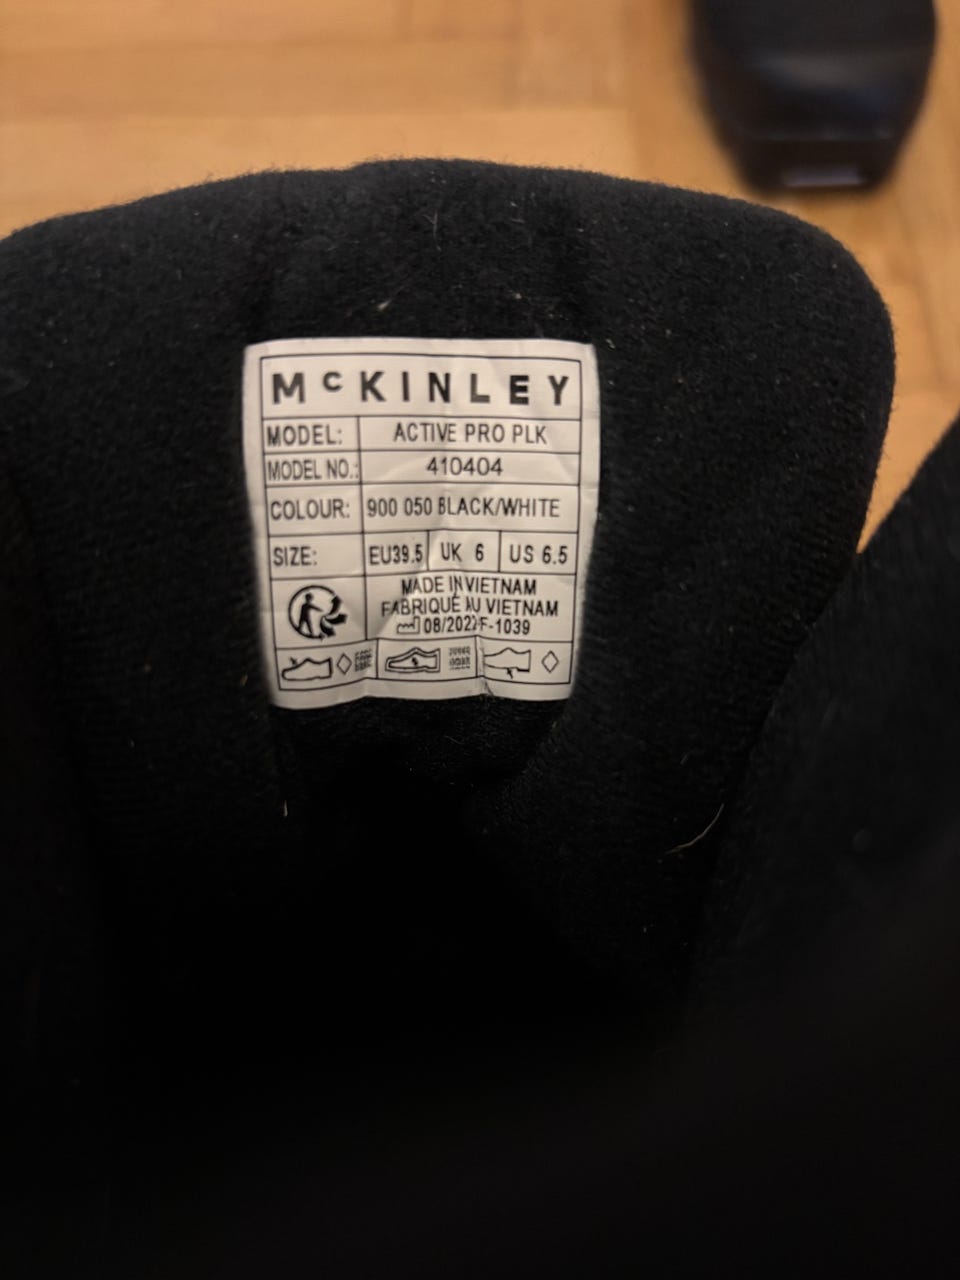 McKINLEY
MODEL: ACTIVE PRO PLK
MODEL NO.: 410404
COLOUR: 900 050 BLACK/WHITE
SIZE: EU39.5 UK 6 US 6.5
MADE IN VIETNAM
FABRIQUÉ AU VIETNAM
F-1039